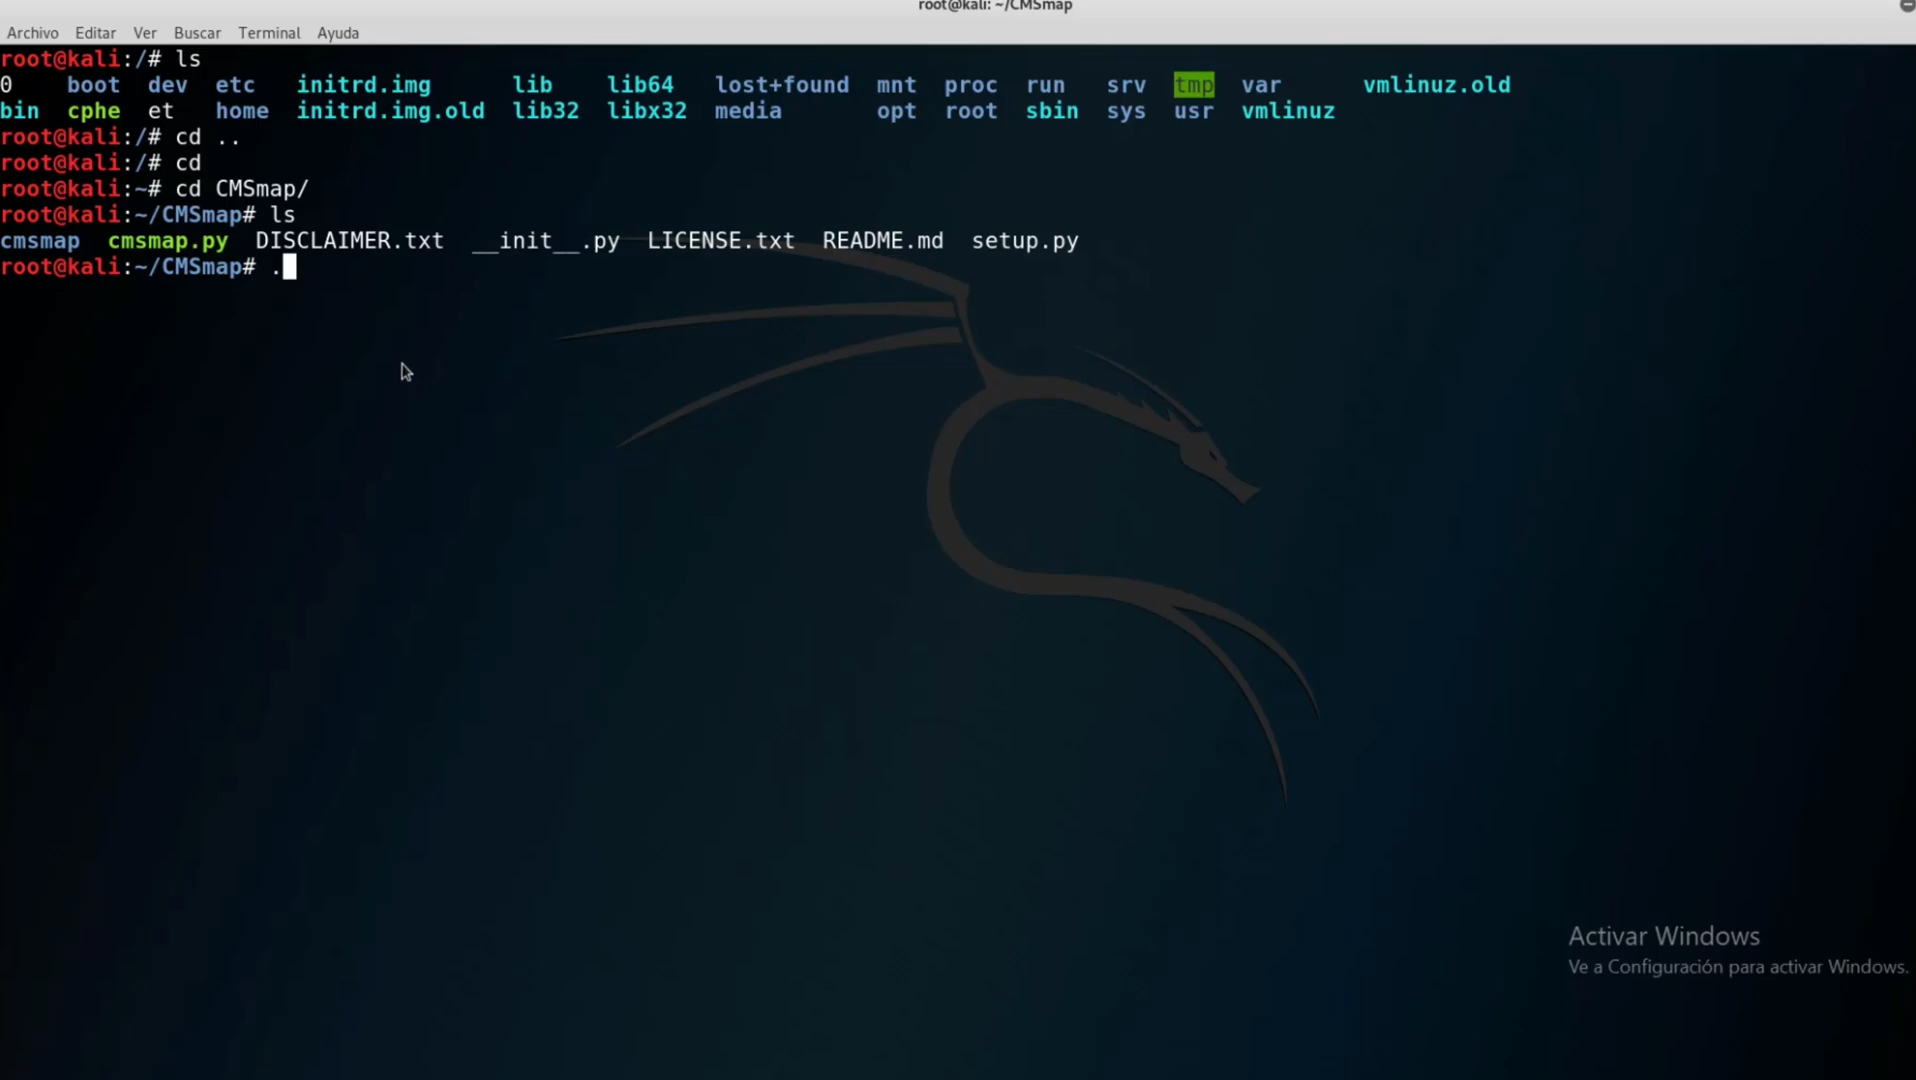 root@kali: ~/CMSmap
Archivo Editar Ver Buscar Terminal Ayuda
root@kali:/# ls
0 boot dev etc initrd.img lib lib64 lost+found mnt proc run srv tmp var vmlinuz.old
bin cphe et home initrd.img.old lib32 libx32 media opt root sbin sys usr vmlinuz
root@kali:/# cd ..
root@kali:/# cd
root@kali:~# cd CMSmap/
root@kali:~/CMSmap# ls
cmsmap cmsmap.py DISCLAIMER.txt __init__.py LICENSE.txt README.md setup.py
root@kali:~/CMSmap# .
Activar Windows
Ve a Configuración para activar Windows.